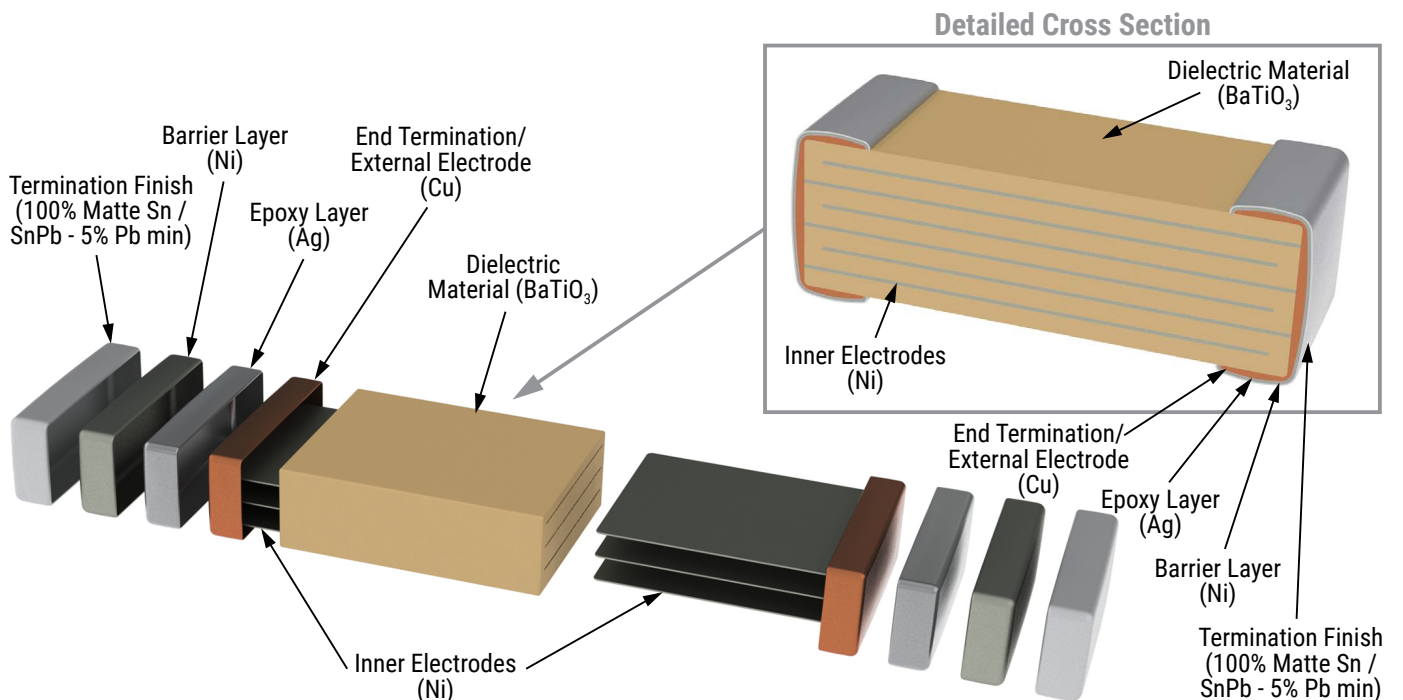 Detailed Cross Section
Dielectric Material
(BaTiO₃)
Inner Electrodes
(Ni)
End Termination/
External Electrode
(Cu)
Epoxy Layer
(Ag)
Barrier Layer
(Ni)
Termination Finish
(100% Matte Sn /
SnPb - 5% Pb min)
Termination Finish
(100% Matte Sn /
SnPb - 5% Pb min)
Barrier Layer
(Ni)
Epoxy Layer
(Ag)
End Termination/
External Electrode
(Cu)
Dielectric
Material (BaTiO₃)
Inner Electrodes
(Ni)